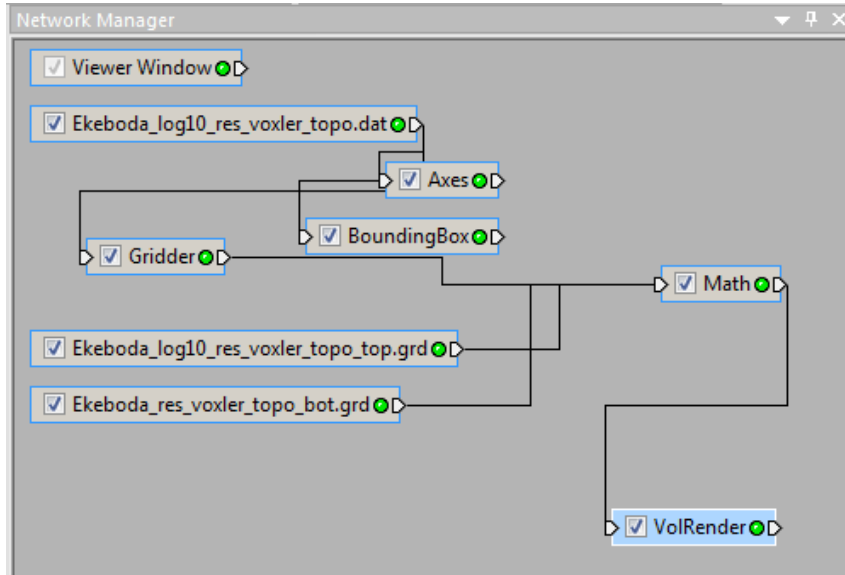 Network Manager
Viewer Window
Ekeboda_log10_res_voxler_topo.dat
Axes
BoundingBox
Gridder
Math
Ekeboda_log10_res_voxler_topo_top.grd
Ekeboda_res_voxler_topo_bot.grd
VolRender